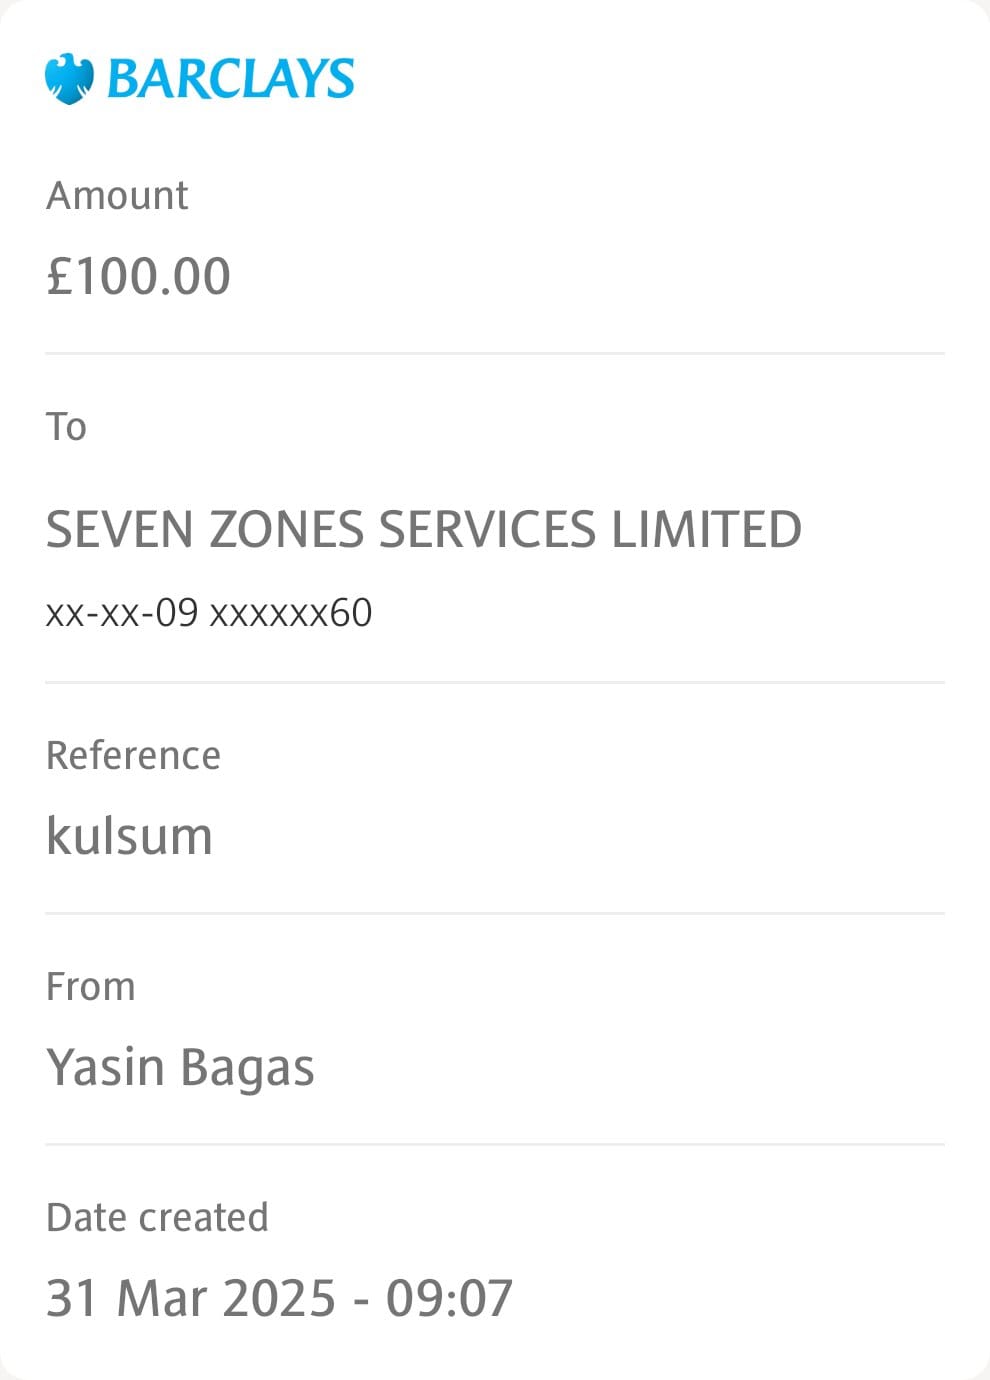 BARCLAYS
Amount
£100.00
To
SEVEN ZONES SERVICES LIMITED
xx-xx-09 xxxxxx60
Reference
kulsum
From
Yasin Bagas
Date created
31 Mar 2025 - 09:07